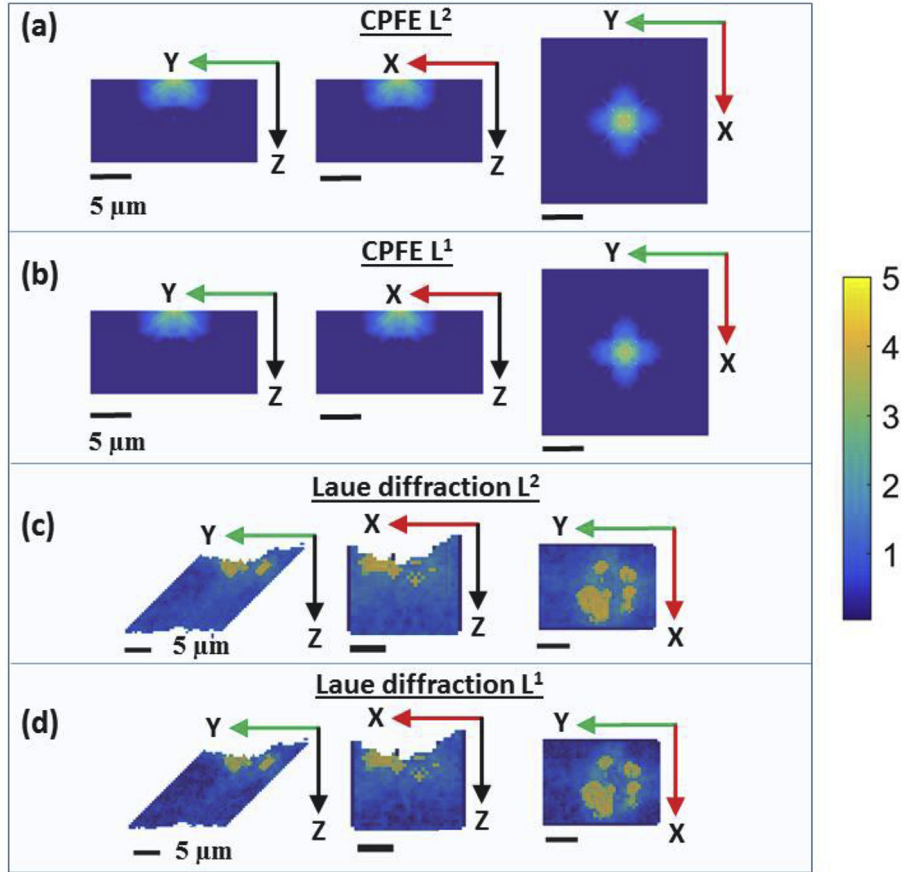 (a)
CPFE L²
Y
Z
X
Z
Y
X
5 μm
(b)
CPFE L¹
Y
Z
X
Z
Y
X
5 μm
5
4
3
2
1
(c)
Laue diffraction L²
Y
Z
X
Z
Y
X
5 μm
(d)
Laue diffraction L¹
Y
Z
X
Z
Y
X
5 μm